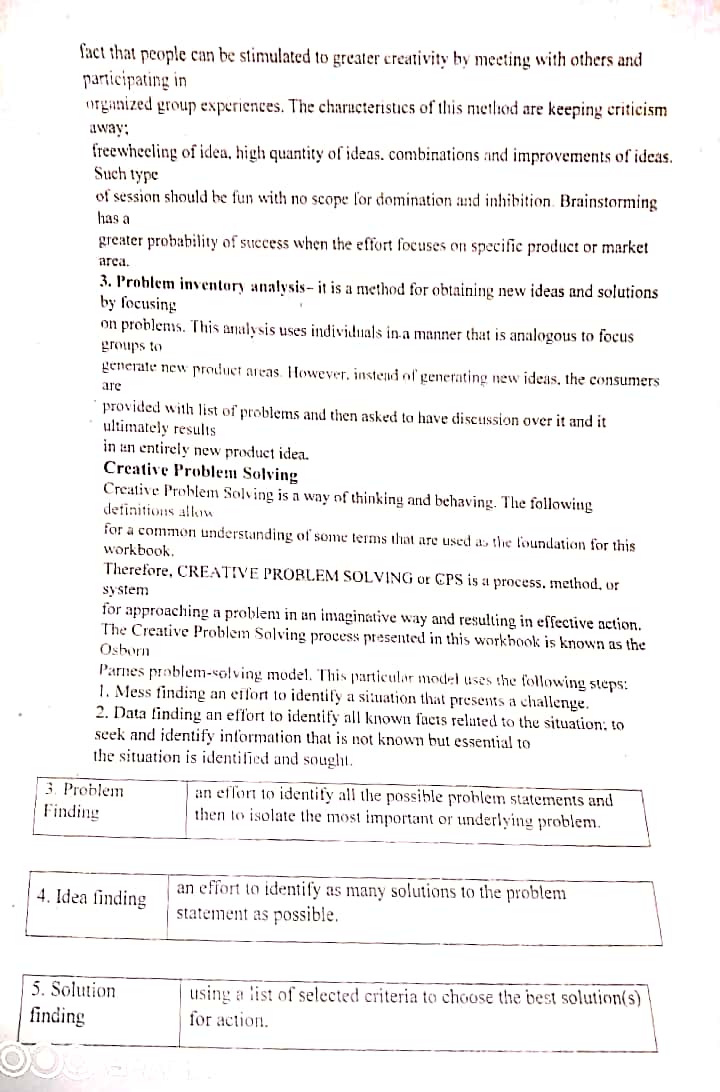 fact that people can be stimulated to greater creativity by meeting with others and
participating in
organized group experiences. The characteristics of this method are keeping criticism
away;
freewheeling of idea, high quantity of ideas, combinations and improvements of ideas.
Such type
of session should be fun with no scope for domination and inhibition. Brainstorming
has a
greater probability of success when the effort focuses on specific product or market
area.
3. Problem inventory analysis– it is a method for obtaining new ideas and solutions
by focusing
on problems. This analysis uses individuals in a manner that is analogous to focus
groups to
generate new product areas. However, instead of generating new ideas, the consumers
are
provided with list of problems and then asked to have discussion over it and it
ultimately results
in an entirely new product idea.
Creative Problem Solving
Creative Problem Solving is a way of thinking and behaving. The following
definitions allow
for a common understanding of some terms that are used as the foundation for this
workbook.
Therefore, CREATIVE PROBLEM SOLVING or CPS is a process, method, or
system
for approaching a problem in an imaginative way and resulting in effective action.
The Creative Problem Solving process presented in this workbook is known as the
Osborn
Parnes problem-solving model. This particular model uses the following steps:
1. Mess finding an effort to identify a situation that presents a challenge.
2. Data finding an effort to identify all known facts related to the situation; to
seek and identify information that is not known but essential to
the situation is identified and sought.
3. Problem an effort to identify all the possible problem statements and
Finding then to isolate the most important or underlying problem.
4. Idea finding an effort to identify as many solutions to the problem
statement as possible.
5. Solution using a list of selected criteria to choose the best solution(s)
finding for action.